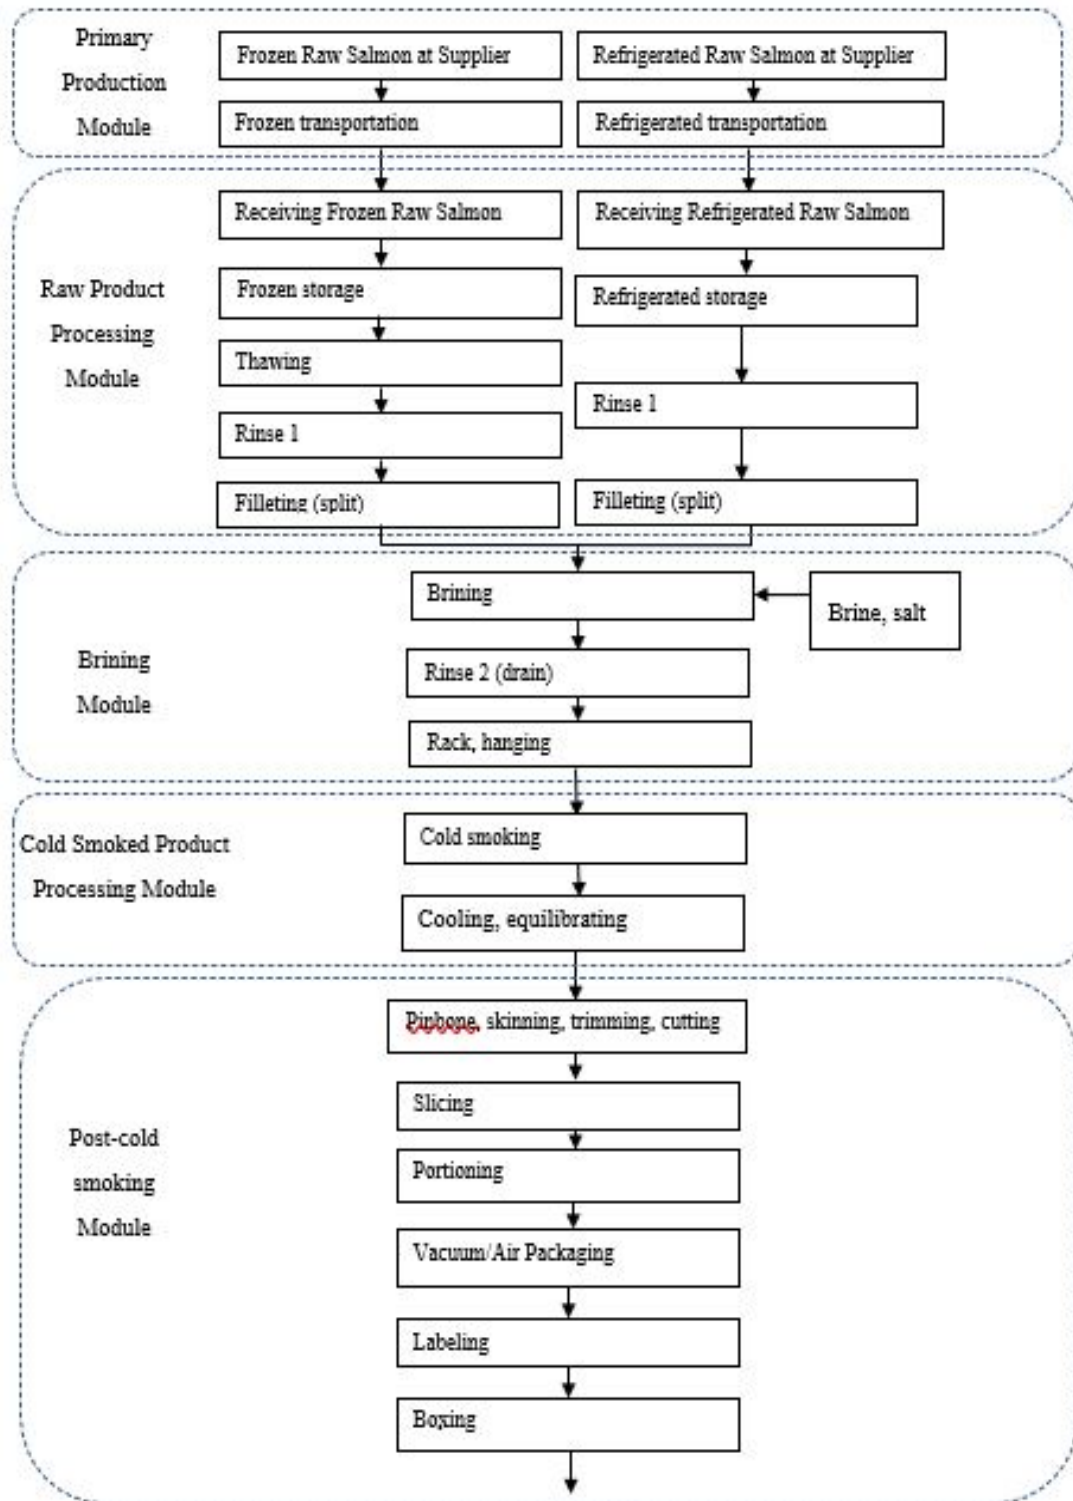 Primary
Production
Module
Frozen Raw Salmon at Supplier
Refrigerated Raw Salmon at Supplier
Frozen transportation
Refrigerated transportation
Raw Product
Processing
Module
Receiving Frozen Raw Salmon
Receiving Refrigerated Raw Salmon
Frozen storage
Refrigerated storage
Thawing
Rinse 1
Rinse 1
Filleting (split)
Filleting (split)
Brining
Module
Brining
Brine, salt
Rinse 2 (drain)
Rack, hanging
Cold Smoked Product
Processing Module
Cold smoking
Cooling, equilibrating
Post-cold
smoking
Module
Pinbone, skinning, trimming, cutting
Slicing
Portioning
Vacuum/Air Packaging
Labeling
Boxing